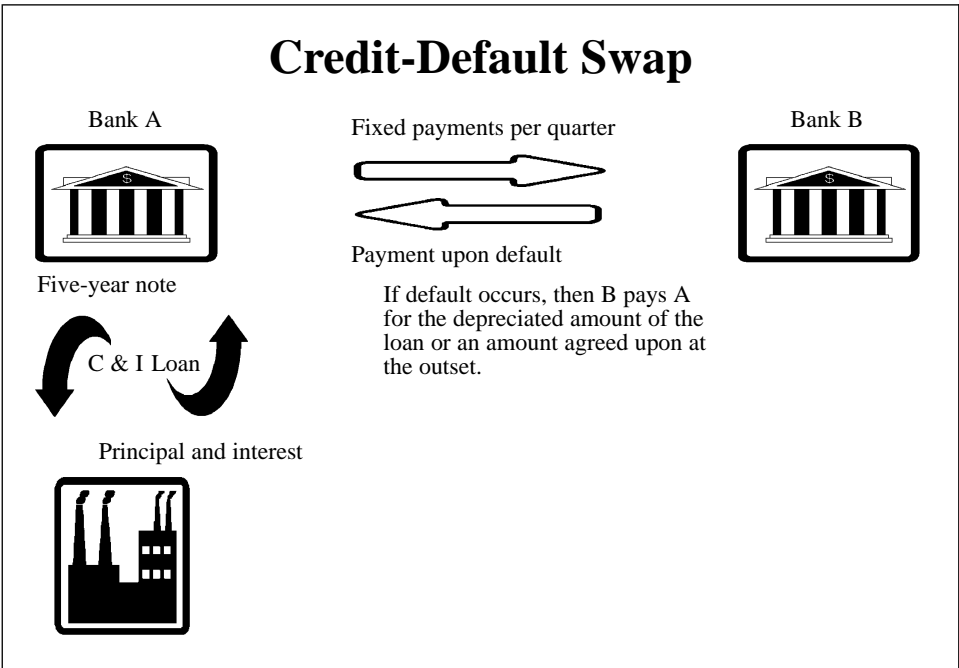 Credit-Default Swap
Bank A
Fixed payments per quarter
Bank B
$
$
Payment upon default
Five-year note
If default occurs, then B pays A
for the depreciated amount of the
loan or an amount agreed upon at
the outset.
C & I Loan
Principal and interest